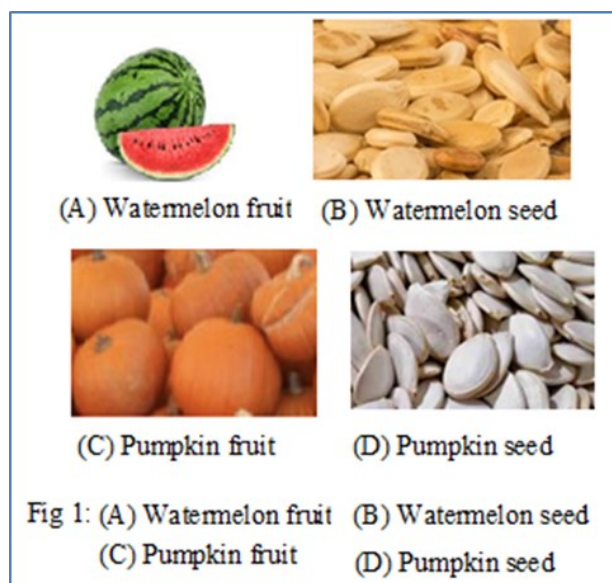 (A) Watermelon fruit (B) Watermelon seed
(C) Pumpkin fruit (D) Pumpkin seed
Fig 1: (A) Watermelon fruit (B) Watermelon seed
(C) Pumpkin fruit (D) Pumpkin seed